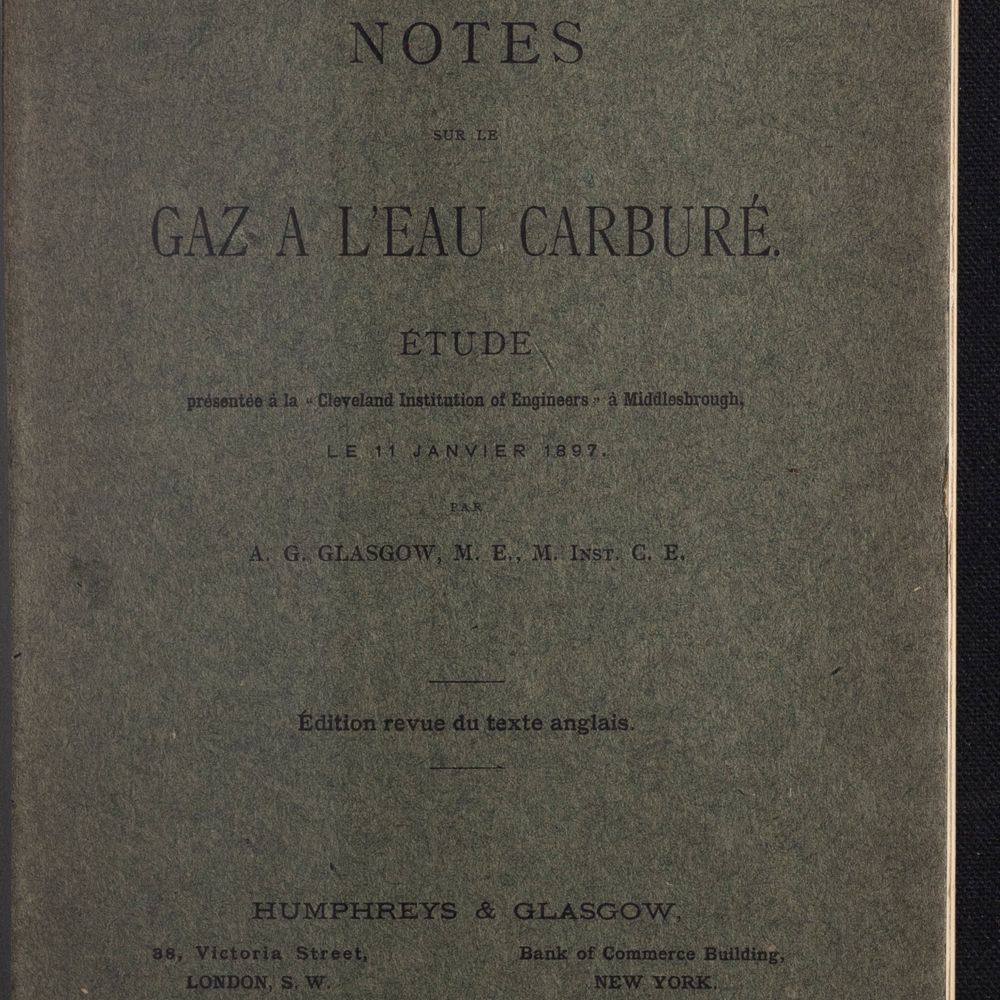 NOTES
SUR LE
GAZ A L'EAU CARBURÉ.
ÉTUDE
présentée à la « Cleveland Institution of Engineers » à Middlesbrough,
LE 11 JANVIER 1897.
PAR
A. G. GLASGOW, M. E., M. INST. C. E.
Édition revue du texte anglais.
HUMPHREYS & GLASGOW,
38, Victoria Street, Bank of Commerce Building,
LONDON, S. W. NEW YORK.